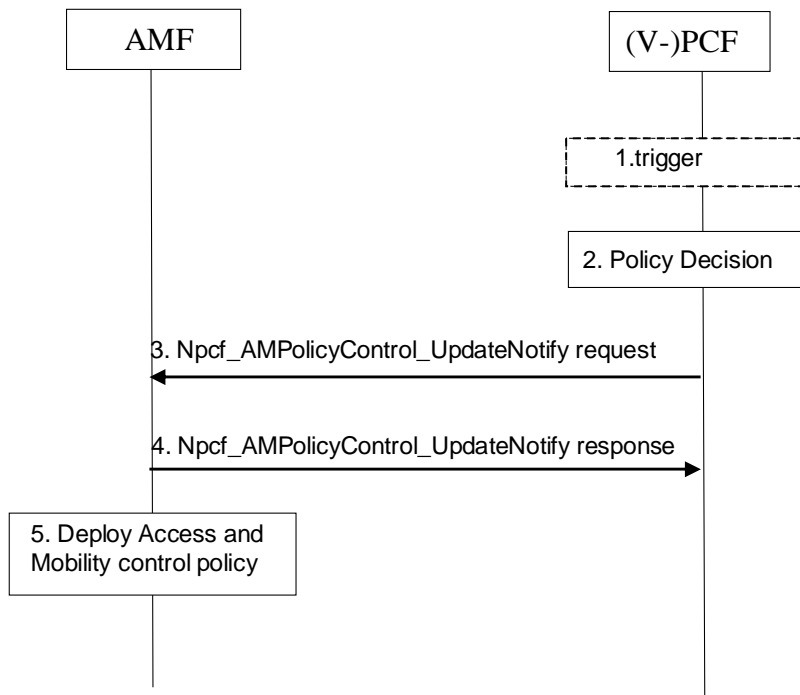 AMF
(V-)PCF
1.trigger
2. Policy Decision
3. Npcf_AMPolicyControl_UpdateNotify request
4. Npcf_AMPolicyControl_UpdateNotify response
5. Deploy Access and
Mobility control policy